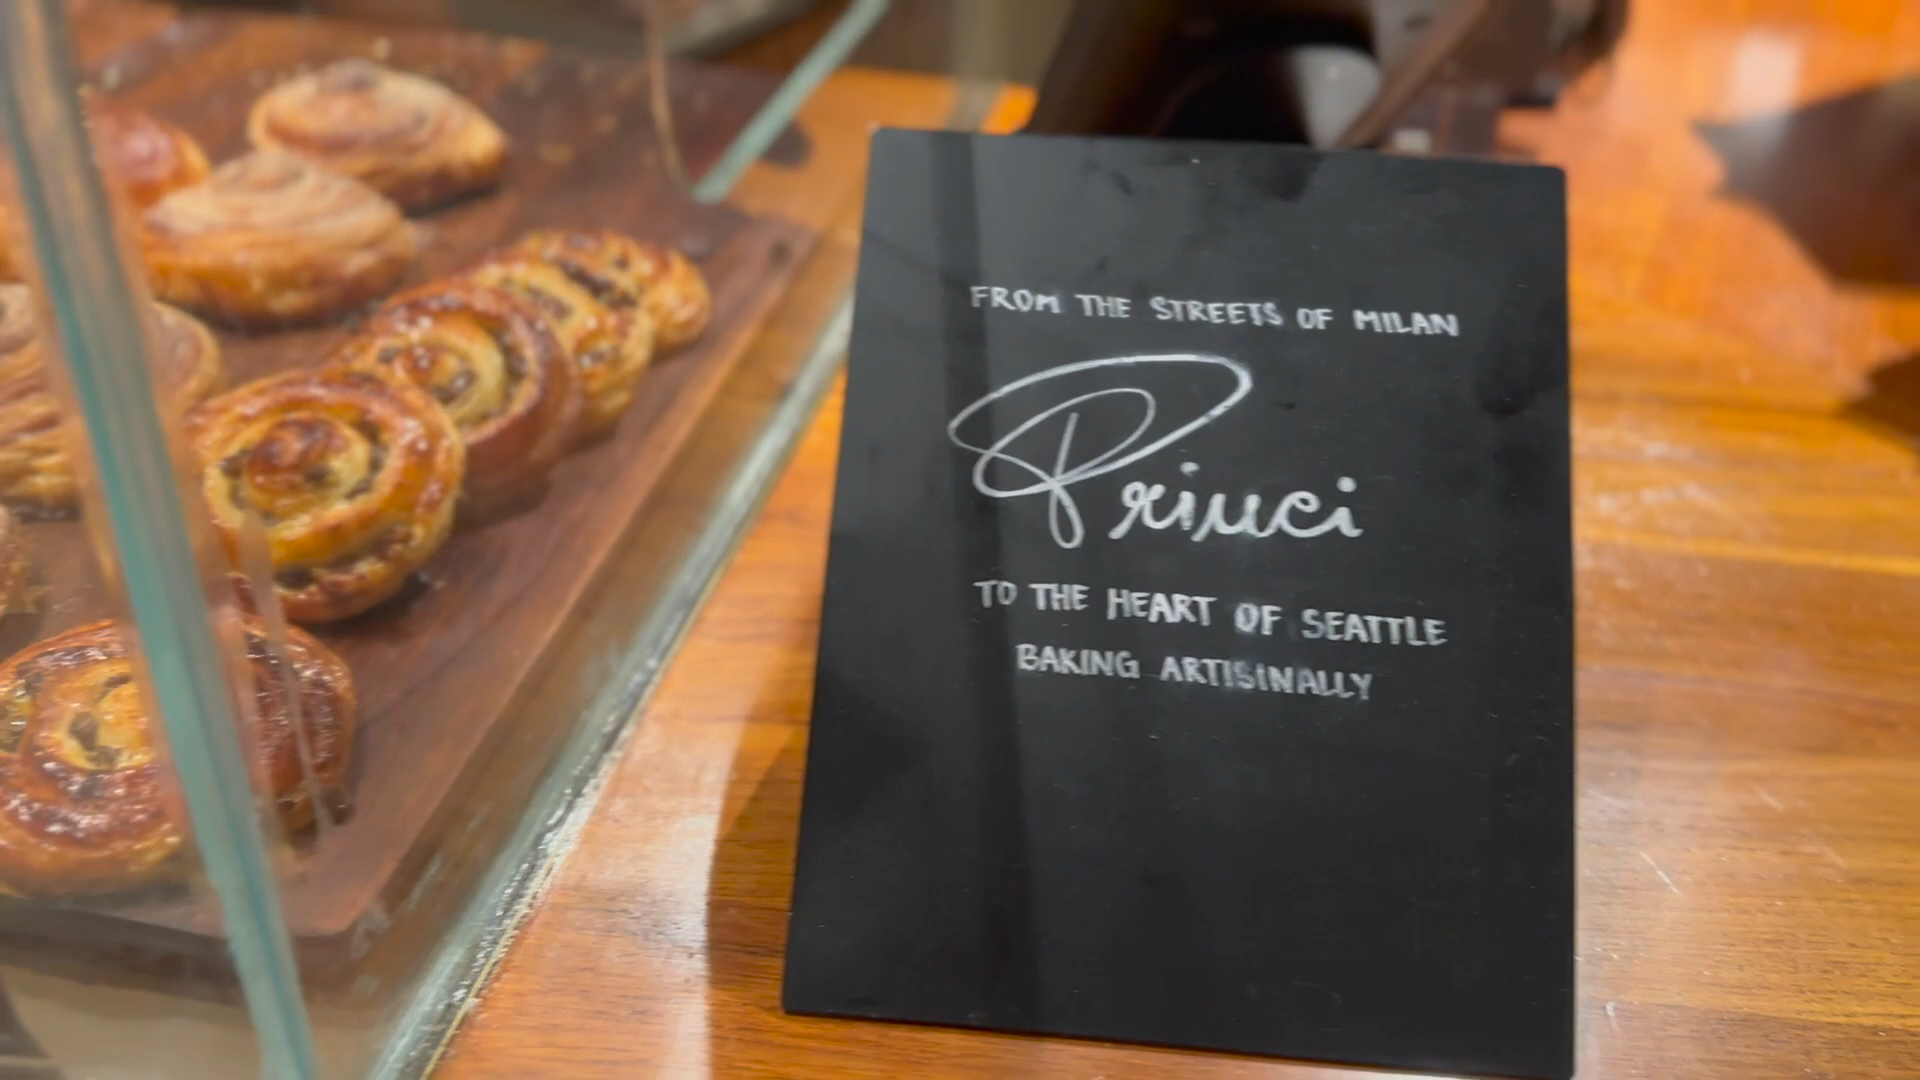 FROM THE STREETS OF MILAN
Princi
TO THE HEART OF SEATTLE
BAKING ARTISINALLY